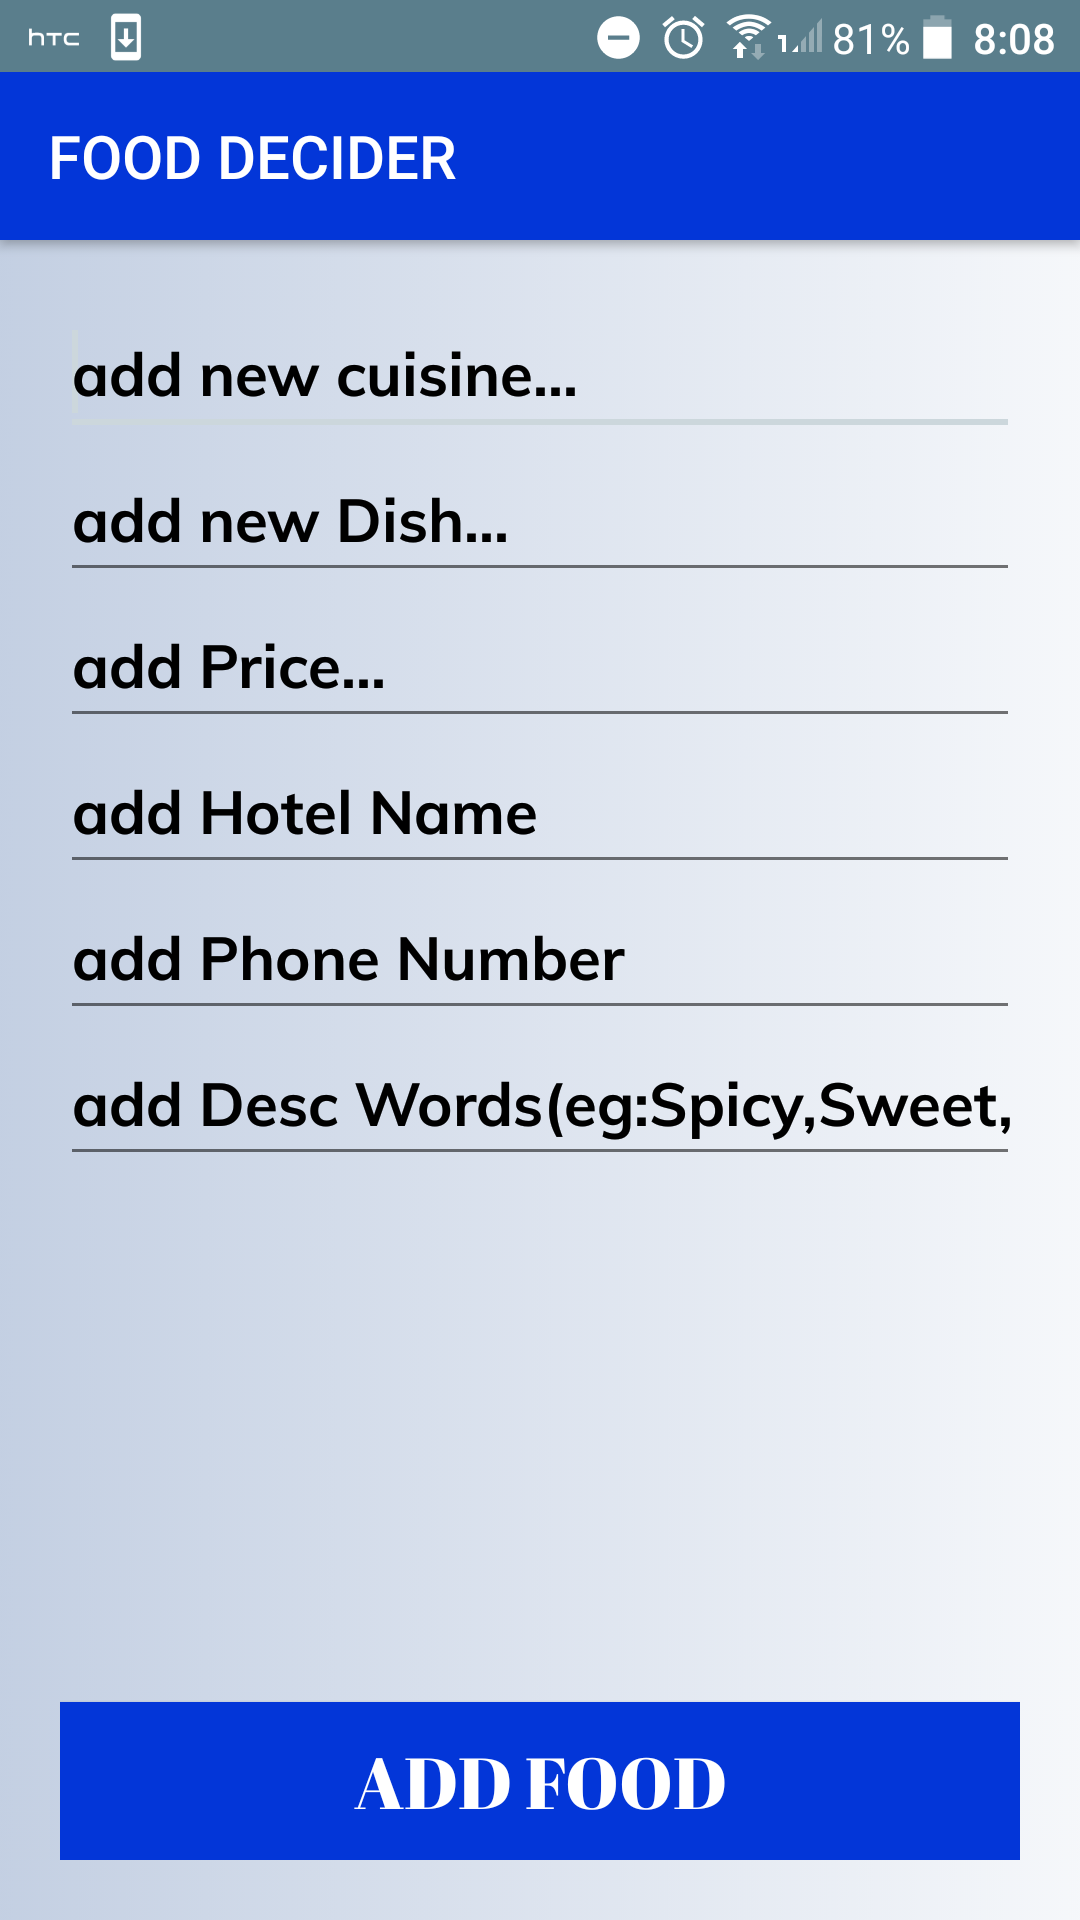 hTC 1 81% 8:08
FOOD DECIDER
add new cuisine...
add new Dish...
add Price...
add Hotel Name
add Phone Number
add Desc Words(eg:Spicy,Sweet,
ADD FOOD